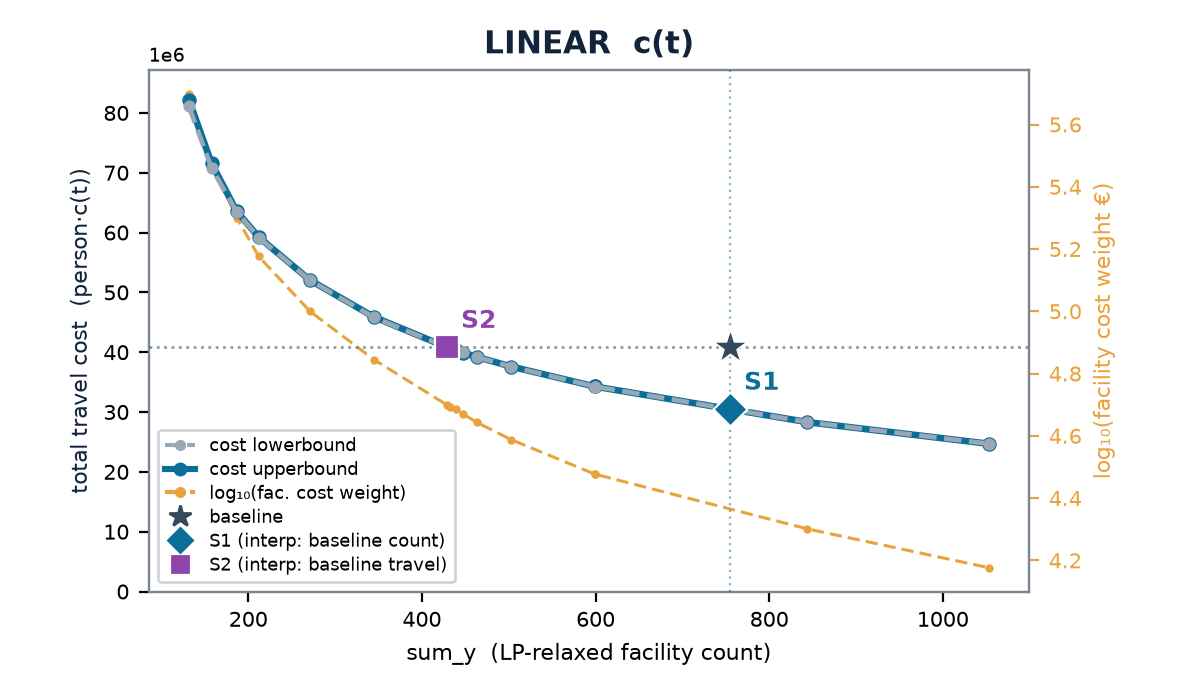 LINEAR c(t)
1e6
80
70
60
50
40
30
20
10
0
total travel cost (person·c(t))
5.6
5.4
5.2
5.0
4.8
4.6
4.4
4.2
log₁₀(facility cost weight €)
S2
S1
cost lowerbound
cost upperbound
log₁₀(fac. cost weight)
baseline
S1 (interp: baseline count)
S2 (interp: baseline travel)
200 400 600 800 1000
sum_y (LP-relaxed facility count)